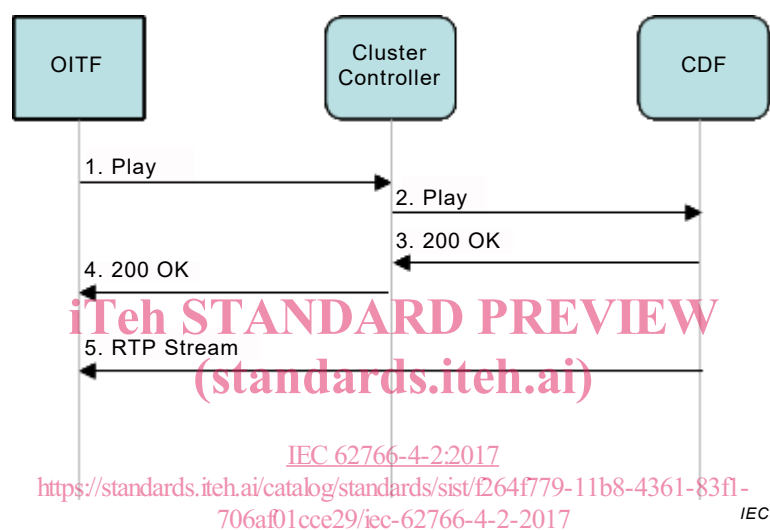 OITF
Cluster
Controller
CDF
1. Play
2. Play
3. 200 OK
4. 200 OK
iTeh STANDARD PREVIEW
5. RTP Stream
(standards.iteh.ai)
IEC 62766-4-2:2017
https://standards.iteh.ai/catalog/standards/sist/f264f779-11b8-4361-83f1-
706af01cce29/iec-62766-4-2-2017
IEC